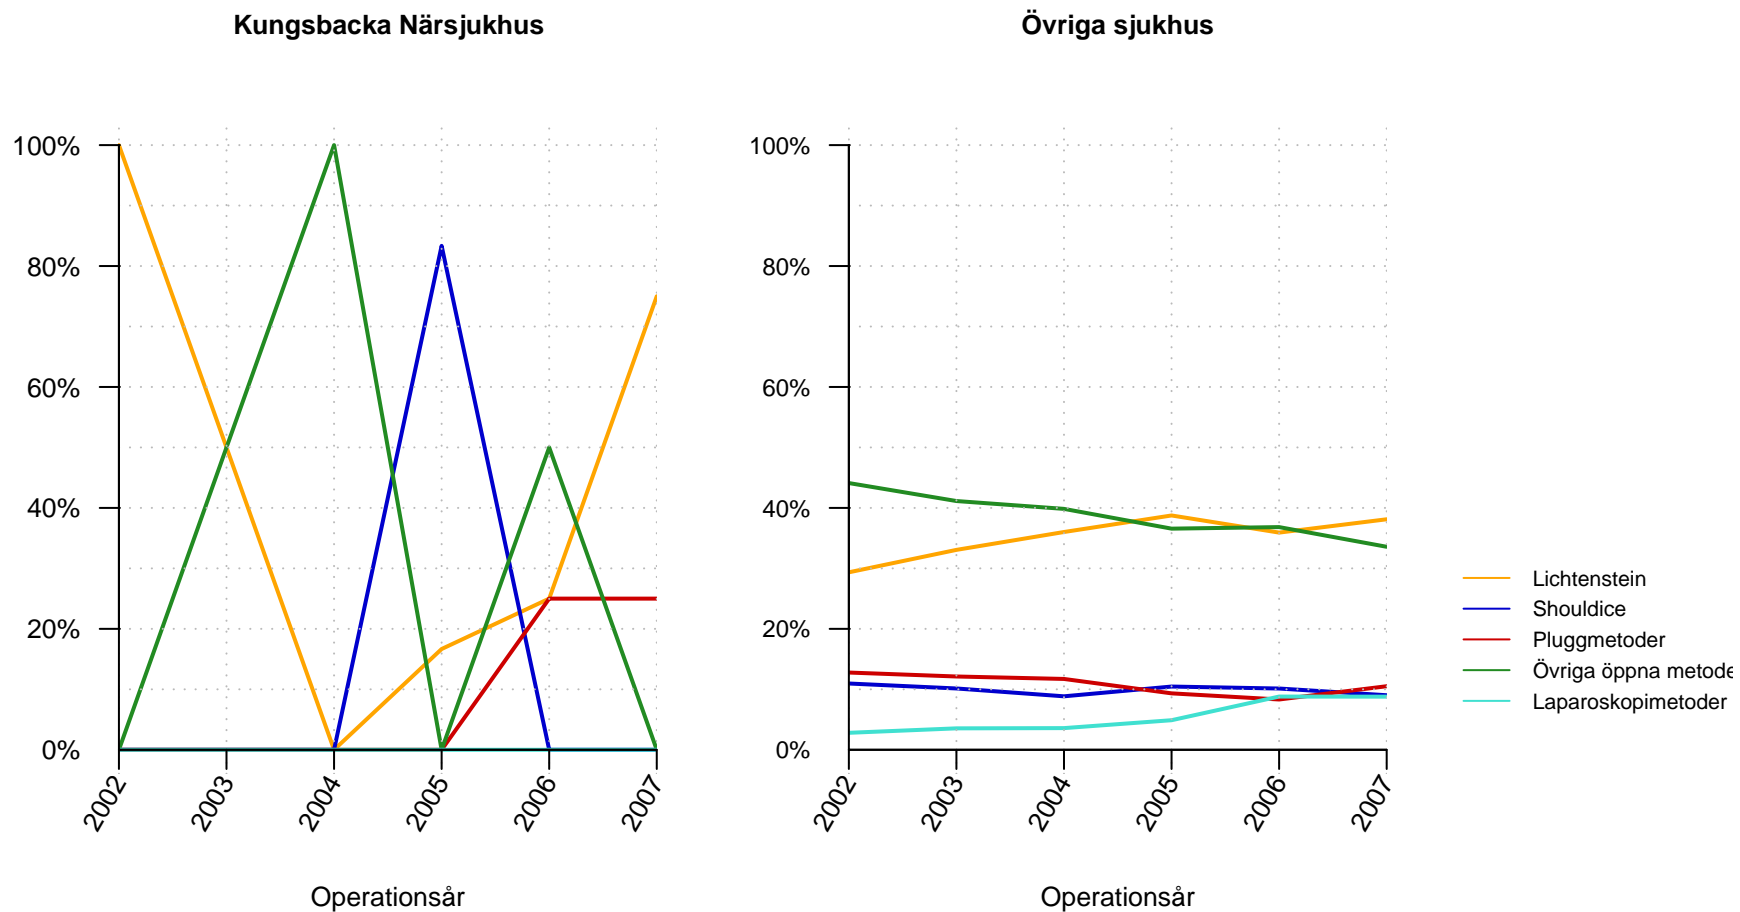 Kungsbacka Närsjukhus
100%
80%
60%
40%
20%
0%
2002
2003
2004
2005
2006
2007
Operationsår
Övriga sjukhus
100%
80%
60%
40%
20%
0%
2002
2003
2004
2005
2006
2007
Operationsår
Lichtenstein
Shouldice
Pluggmetoder
Övriga öppna metode
Laparoskopimetoder